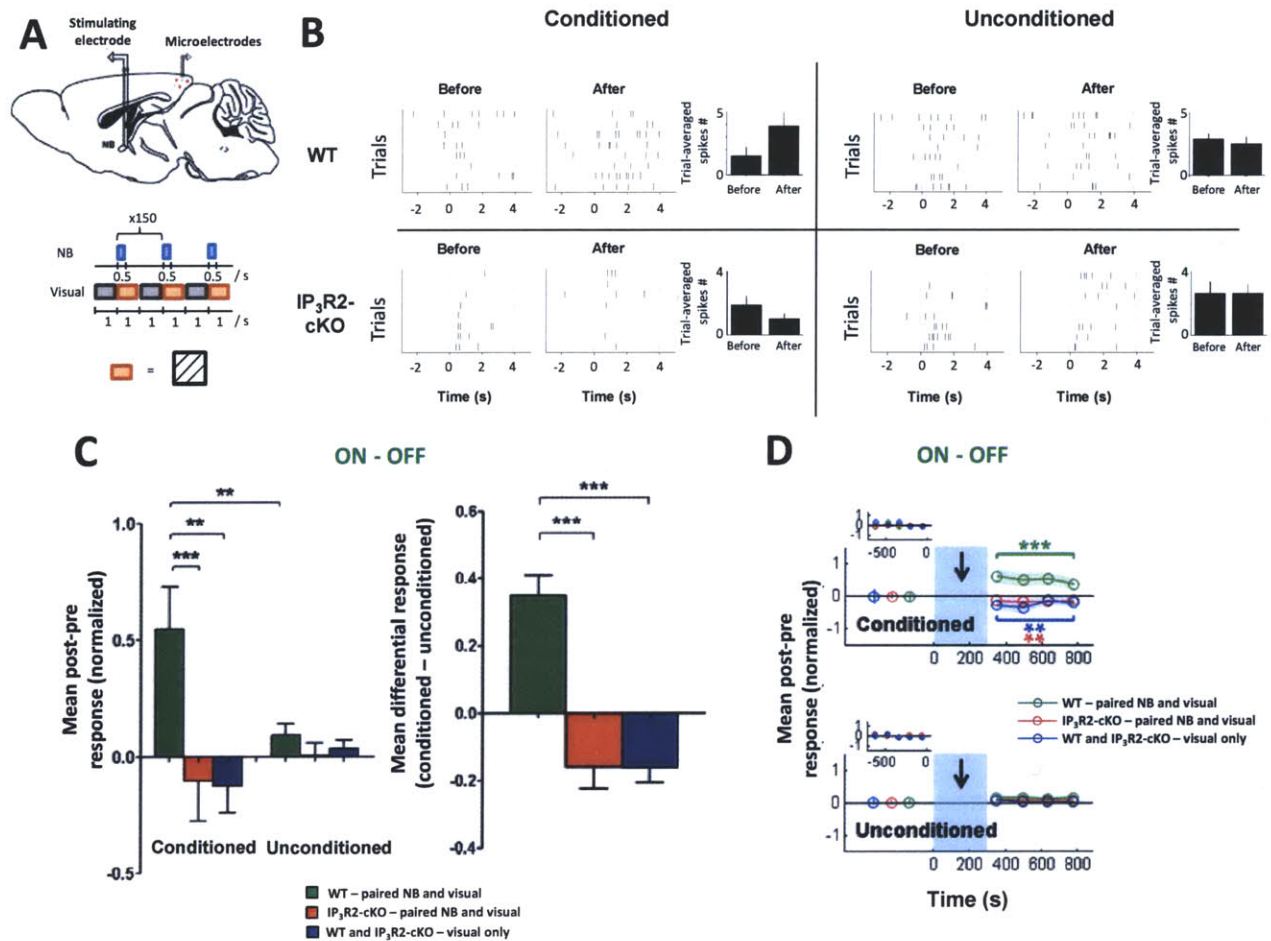 A
Stimulating
electrode
Microelectrodes
NB
x150
NB
0.5 0.5 0.5 / s
Visual
1 1 1 1 1 1 / s
=
B
Conditioned
Unconditioned
WT
Before
After
Trials
-2 0 2 4
-2 0 2 4
Trial-averaged
spikes #
5
0
Before After
Before
After
Trials
-2 0 2 4
-2 0 2 4
Trial-averaged
spikes #
5
0
Before After
IP3R2-
cKO
Before
After
Trials
-2 0 2 4
-2 0 2 4
Time (s)
Time (s)
Trial-averaged
spikes #
4
0
Before After
Before
After
Trials
-2 0 2 4
-2 0 2 4
Time (s)
Time (s)
Trial-averaged
spikes #
4
0
Before After
C
ON - OFF
Mean post-pre
response (normalized)
1.0
0.5
0.0
-0.5
**
**
***
Conditioned Unconditioned
Mean differential response
(conditioned – unconditioned)
0.6
0.4
0.2
0.0
-0.2
-0.4
***
***
WT – paired NB and visual
IP3R2-cKO – paired NB and visual
WT and IP3R2-cKO – visual only
D
ON - OFF
Mean post-pre
response (normalized)
1
0
-1
-500 0
1
0
-1
***
**
**
Conditioned
0 200 400 600 800
WT – paired NB and visual
IP3R2-cKO – paired NB and visual
WT and IP3R2-cKO – visual only
1
0
-1
-500 0
1
0
-1
Unconditioned
0 200 400 600 800
Time (s)